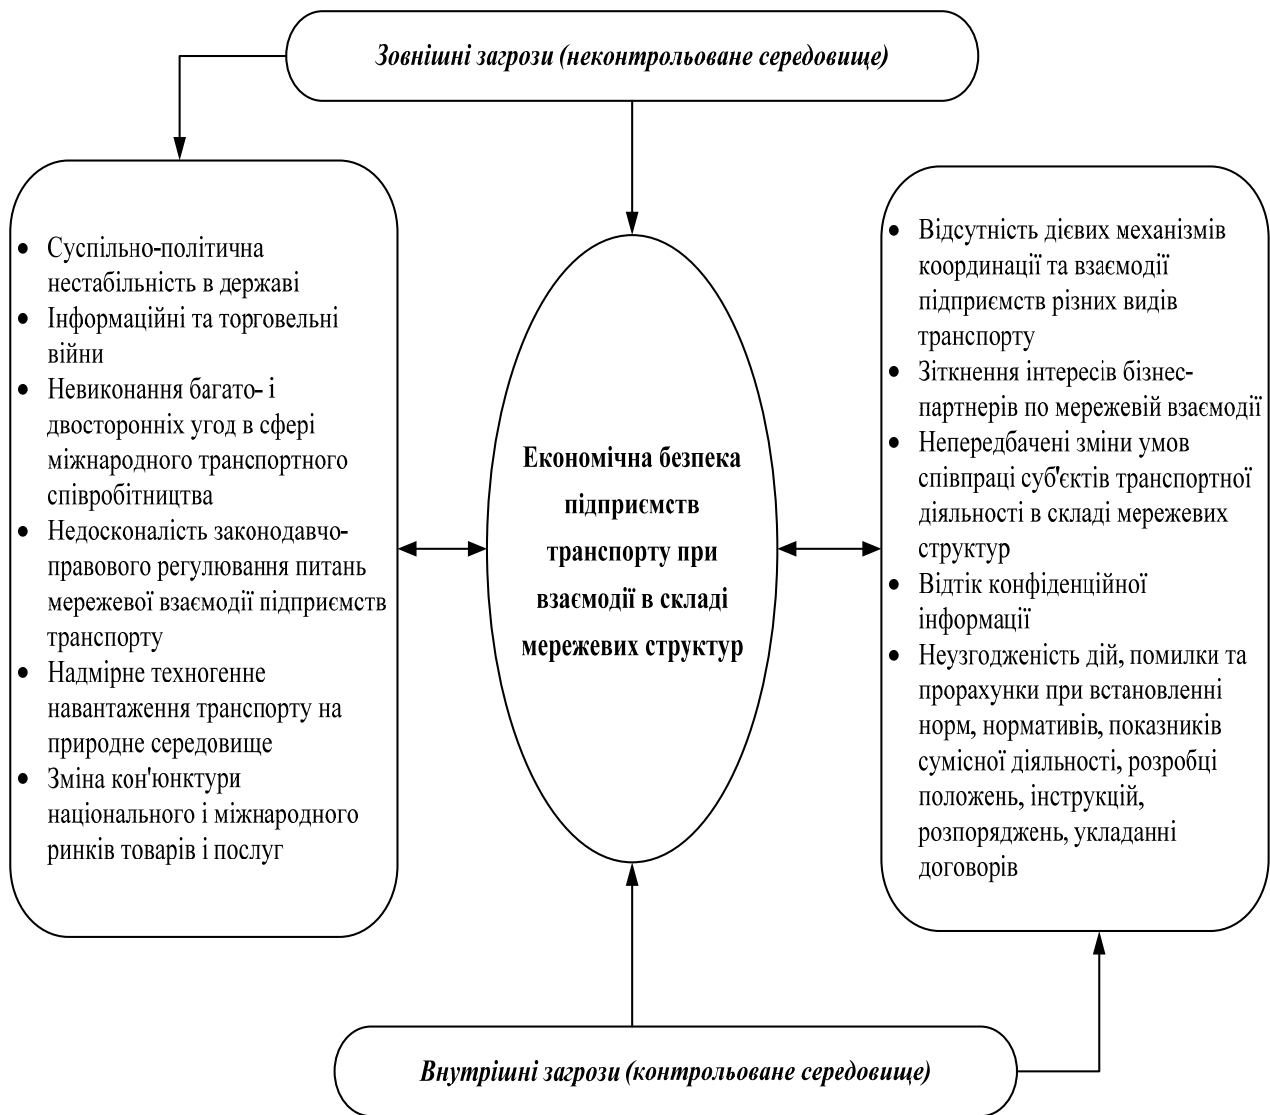 Зовнішні загрози (неконтрольоване середовище)
• Суспільно-політична
нестабільність в державі
• Інформаційні та торговельні
війни
• Невиконання багато- і
двосторонніх угод в сфері
міжнародного транспортного
співробітництва
• Недосконалість законодавчо-
правового регулювання питань
мережевої взаємодії підприємств
транспорту
• Надмірне техногенне
навантаження транспорту на
природне середовище
• Зміна кон'юнктури
національного і міжнародного
ринків товарів і послуг
Економічна безпека
підприємств
транспорту при
взаємодії в складі
мережевих структур
• Відсутність дієвих механізмів
координації та взаємодії
підприємств різних видів
транспорту
• Зіткнення інтересів бізнес-
партнерів по мережевій взаємодії
• Непередбачені зміни умов
співпраці суб'єктів транспортної
діяльності в складі мережевих
структур
• Відтік конфіденційної
інформації
• Неузгодженість дій, помилки та
прорахунки при встановленні
норм, нормативів, показників
сумісної діяльності, розробці
положень, інструкцій,
розпоряджень, укладанні
договорів
Внутрішні загрози (контрольоване середовище)